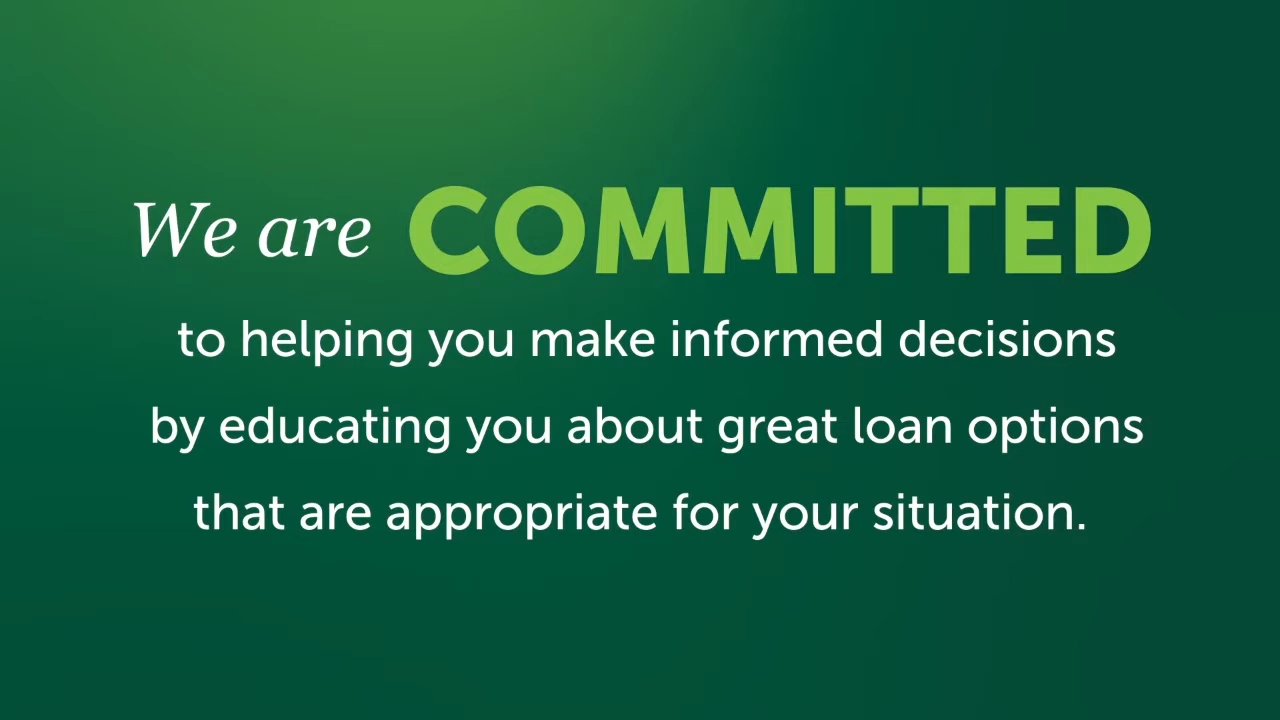 We are COMMITTED
to helping you make informed decisions
by educating you about great loan options
that are appropriate for your situation.